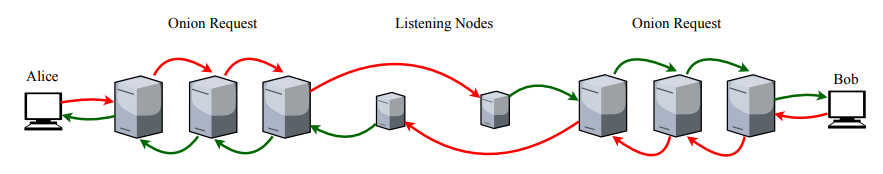 Onion Request
Listening Nodes
Onion Request
Alice
Bob